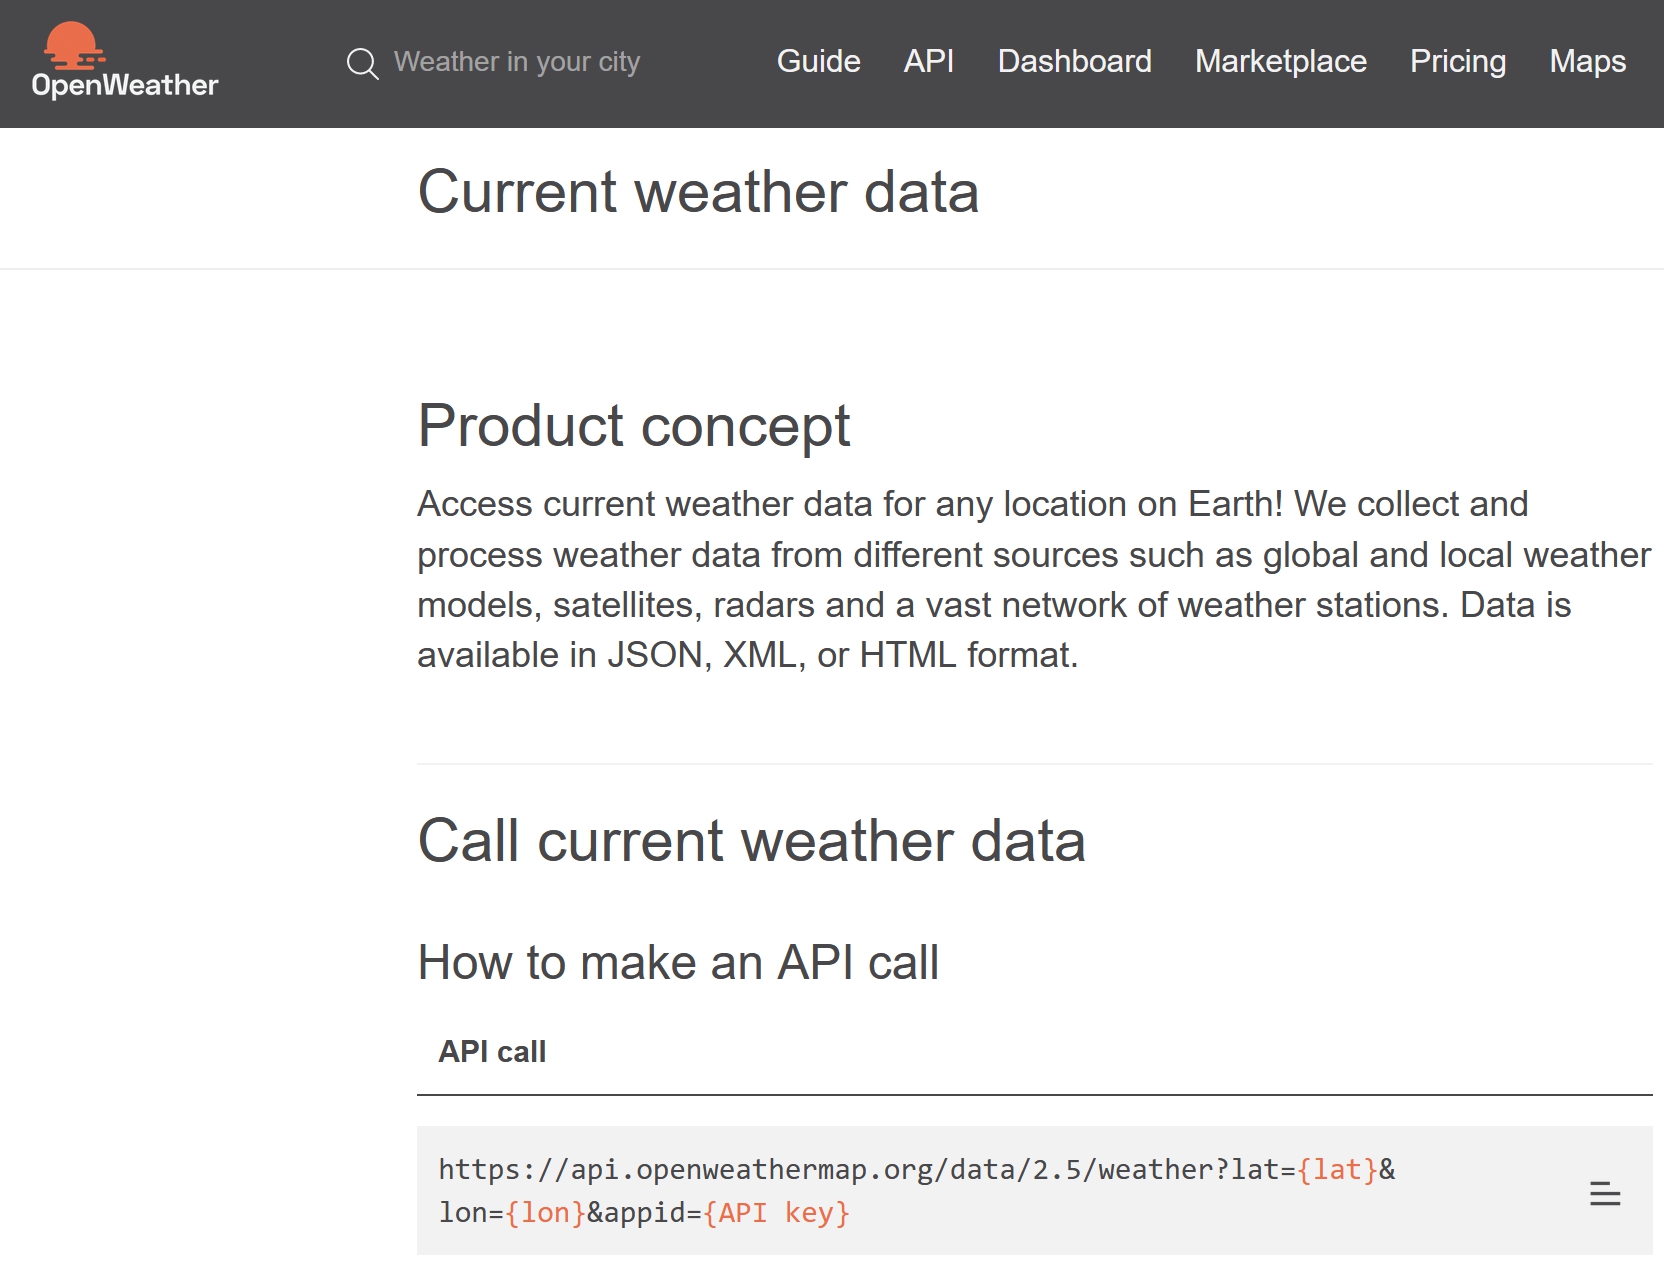 OpenWeather
Weather in your city
Guide API Dashboard Marketplace Pricing Maps
Current weather data
Product concept
Access current weather data for any location on Earth! We collect and
process weather data from different sources such as global and local weather
models, satellites, radars and a vast network of weather stations. Data is
available in JSON, XML, or HTML format.
Call current weather data
How to make an API call
API call
https://api.openweathermap.org/data/2.5/weather?lat={lat}&
lon={lon}&appid={API key}